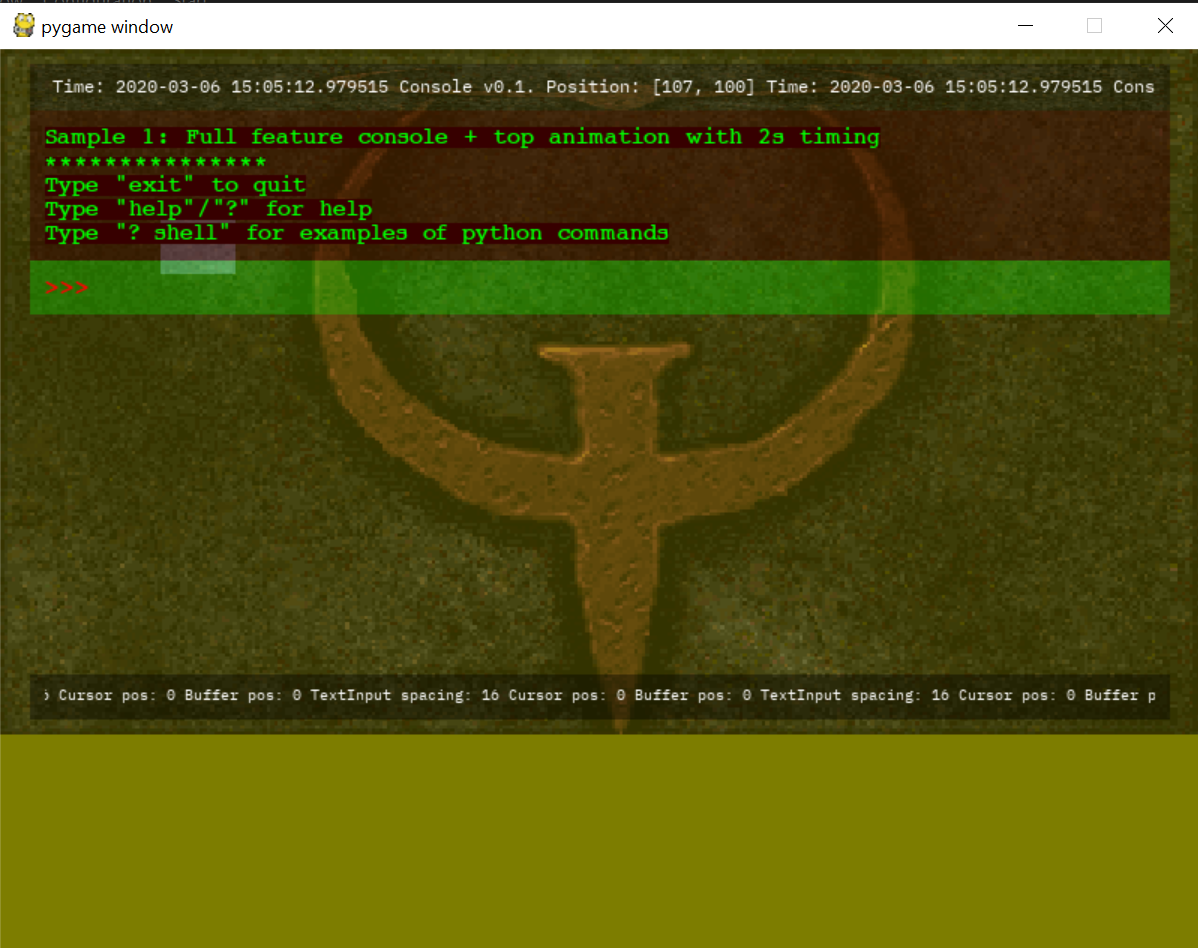 pygame window
Time: 2020-03-06 15:05:12.979515 Console v0.1. Position: [107, 100] Time: 2020-03-06 15:05:12.979515 Cons
Sample 1: Full feature console + top animation with 2s timing
***************
Type "exit" to quit
Type "help"/"?" for help
Type "? shell" for examples of python commands
>>>
Cursor pos: 0 Buffer pos: 0 TextInput spacing: 16 Cursor pos: 0 Buffer pos: 0 TextInput spacing: 16 Cursor pos: 0 Buffer p